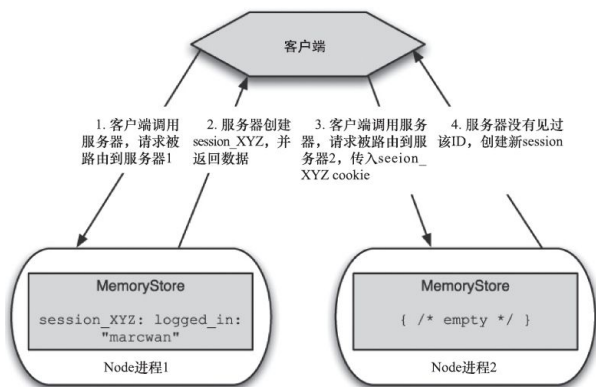 客户端
1. 客户端调用
服务器，请求被
路由到服务器1
2. 服务器创建
session_XYZ，并
返回数据
3. 客户端调用服务
器，请求被路由到服
务器2，传入seeion_
XYZ cookie
4. 服务器没有见过
该ID，创建新session
MemoryStore
session_XYZ: logged_in:
"marcwan"
Node进程1
MemoryStore
{ /* empty */ }
Node进程2